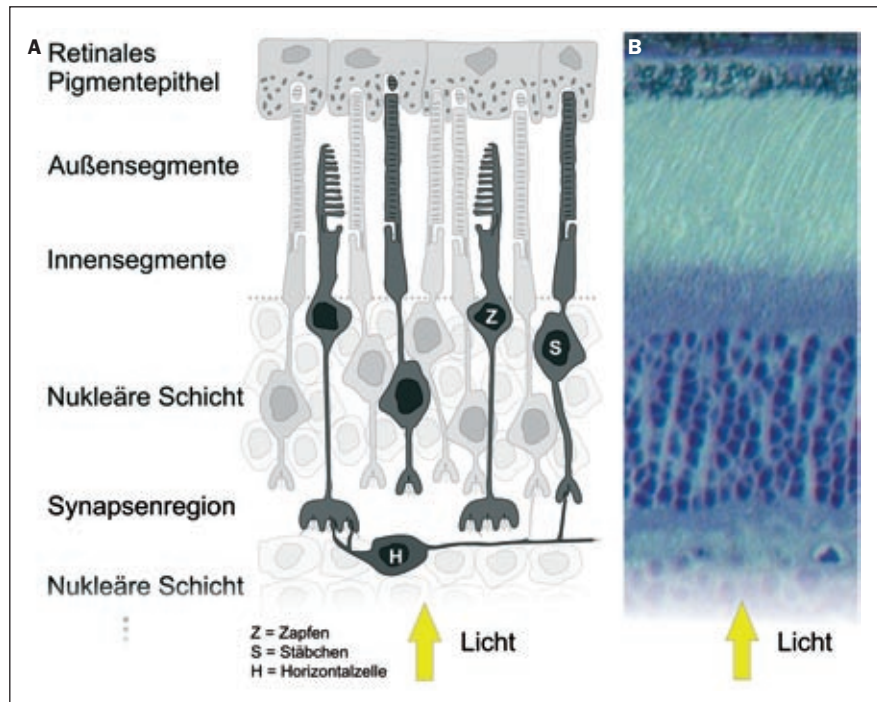 A
Retinales
Pigmentepithel
Außensegmente
Innensegmente
Nukleäre Schicht
Synapsenregion
Nukleäre Schicht
Z
S
H
Z = Zapfen
S = Stäbchen
H = Horizontalzelle
Licht
B
Licht